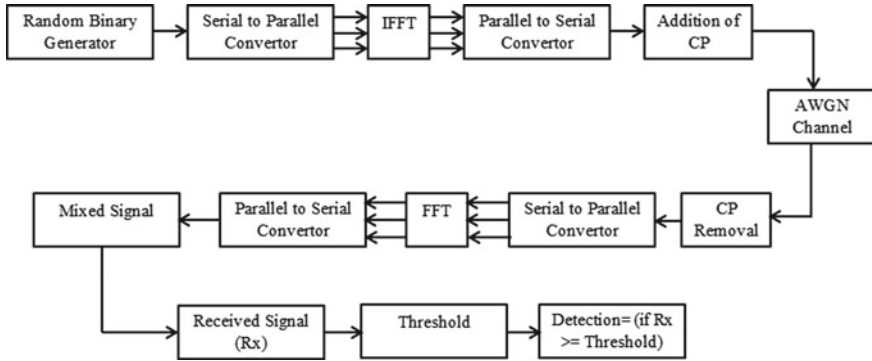 Random Binary
Generator
Serial to Parallel
Convertor
IFFT
Parallel to Serial
Convertor
Addition of
CP
AWGN
Channel
Mixed Signal
Parallel to Serial
Convertor
FFT
Serial to Parallel
Convertor
CP
Removal
Received Signal
(Rx)
Threshold
Detection= (if Rx
>= Threshold)